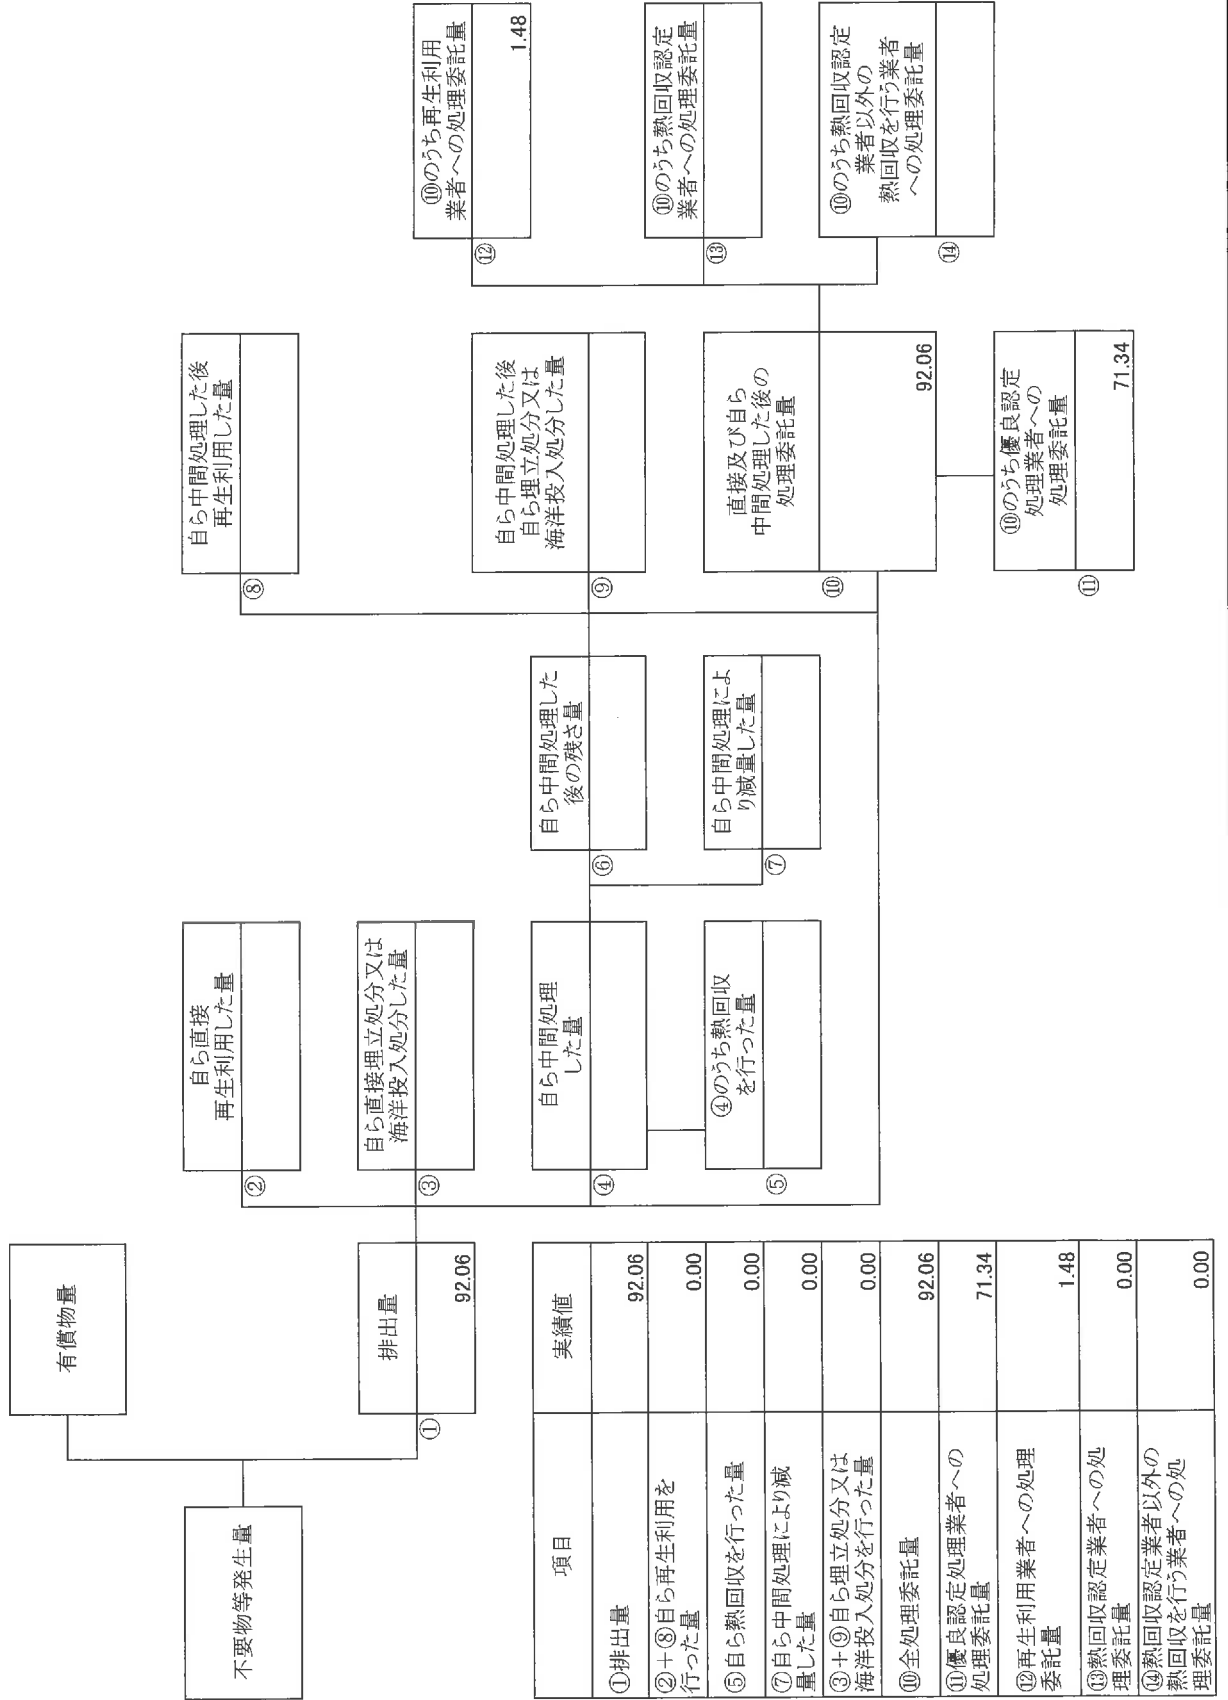 不要物等発生量
有償物量
排出量
①
92.06
自ら直接
再生利用した量
②
自ら直接埋立処分又は
海洋投入処分した量
③
自ら中間処理
した量
④
④のうち熱回収
を行った量
⑤
自ら中間処理した
後の残さ量
⑥
自ら中間処理によ
り減量した量
⑦
自ら中間処理した後
再生利用した量
⑧
自ら中間処理した後
自ら埋立処分又は
海洋投入処分した量
⑨
直接及び自ら
中間処理した後の
処理委託量
⑩
92.06
⑩のうち優良認定
処理業者への
処理委託量
⑪
71.34
⑩のうち再生利用
業者への処理委託量
⑫
1.48
⑩のうち熱回収認定
業者への処理委託量
⑬
⑩のうち熱回収認定
業者以外の
熱回収を行う業者
への処理委託量
⑭
項目
実績値
①排出量
92.06
②+⑧自ら再生利用を
行った量
0.00
⑤自ら熱回収を行った量
0.00
⑦自ら中間処理により減
量した量
0.00
③+⑨自ら埋立処分又は
海洋投入処分を行った量
0.00
⑩全処理委託量
92.06
⑪優良認定処理業者への
処理委託量
71.34
⑫再生利用業者への処理
委託量
1.48
⑬熱回収認定業者への処
理委託量
0.00
⑭熱回収認定業者以外の
熱回収を行う業者への処
理委託量
0.00